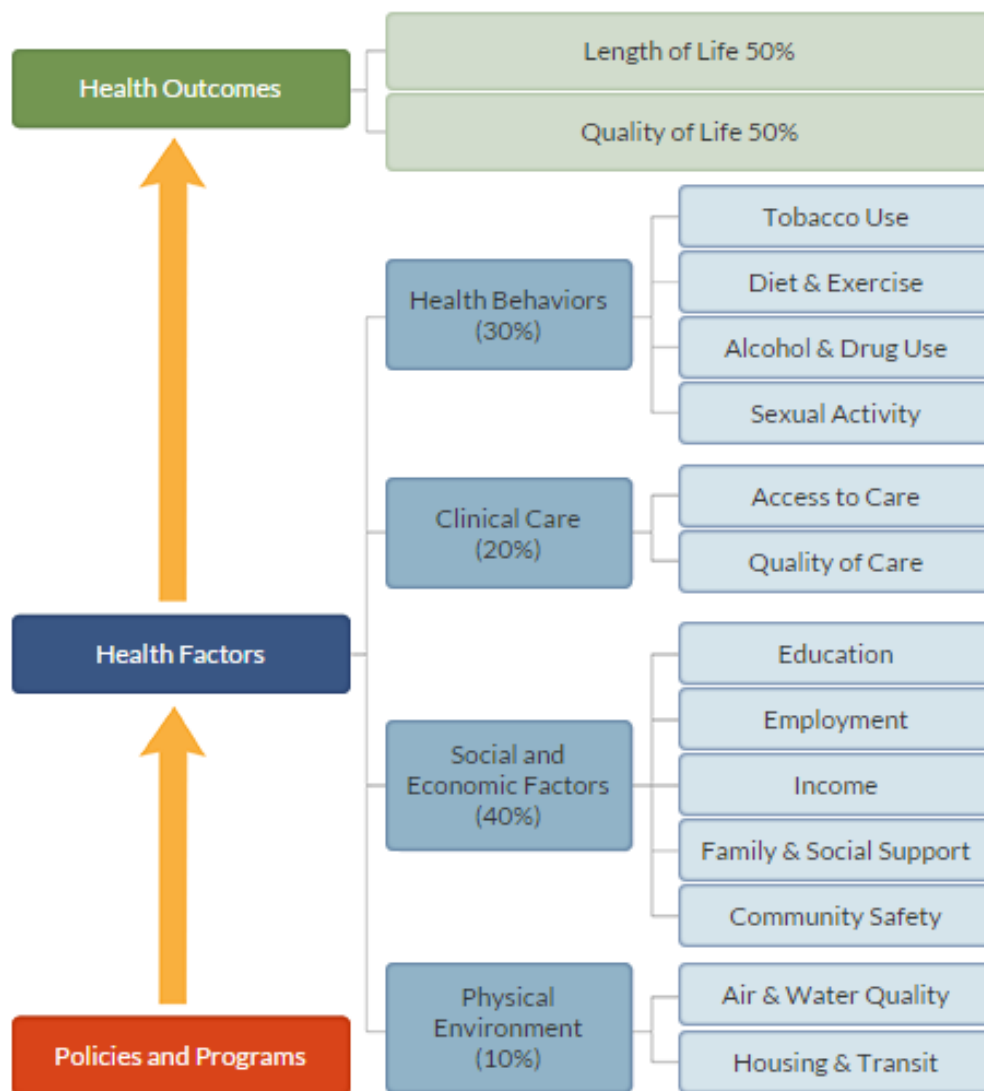 Health Outcomes
Length of Life 50%
Quality of Life 50%
Health Factors
Health Behaviors
(30%)
Tobacco Use
Diet & Exercise
Alcohol & Drug Use
Sexual Activity
Clinical Care
(20%)
Access to Care
Quality of Care
Social and
Economic Factors
(40%)
Education
Employment
Income
Family & Social Support
Community Safety
Physical
Environment
(10%)
Air & Water Quality
Housing & Transit
Policies and Programs